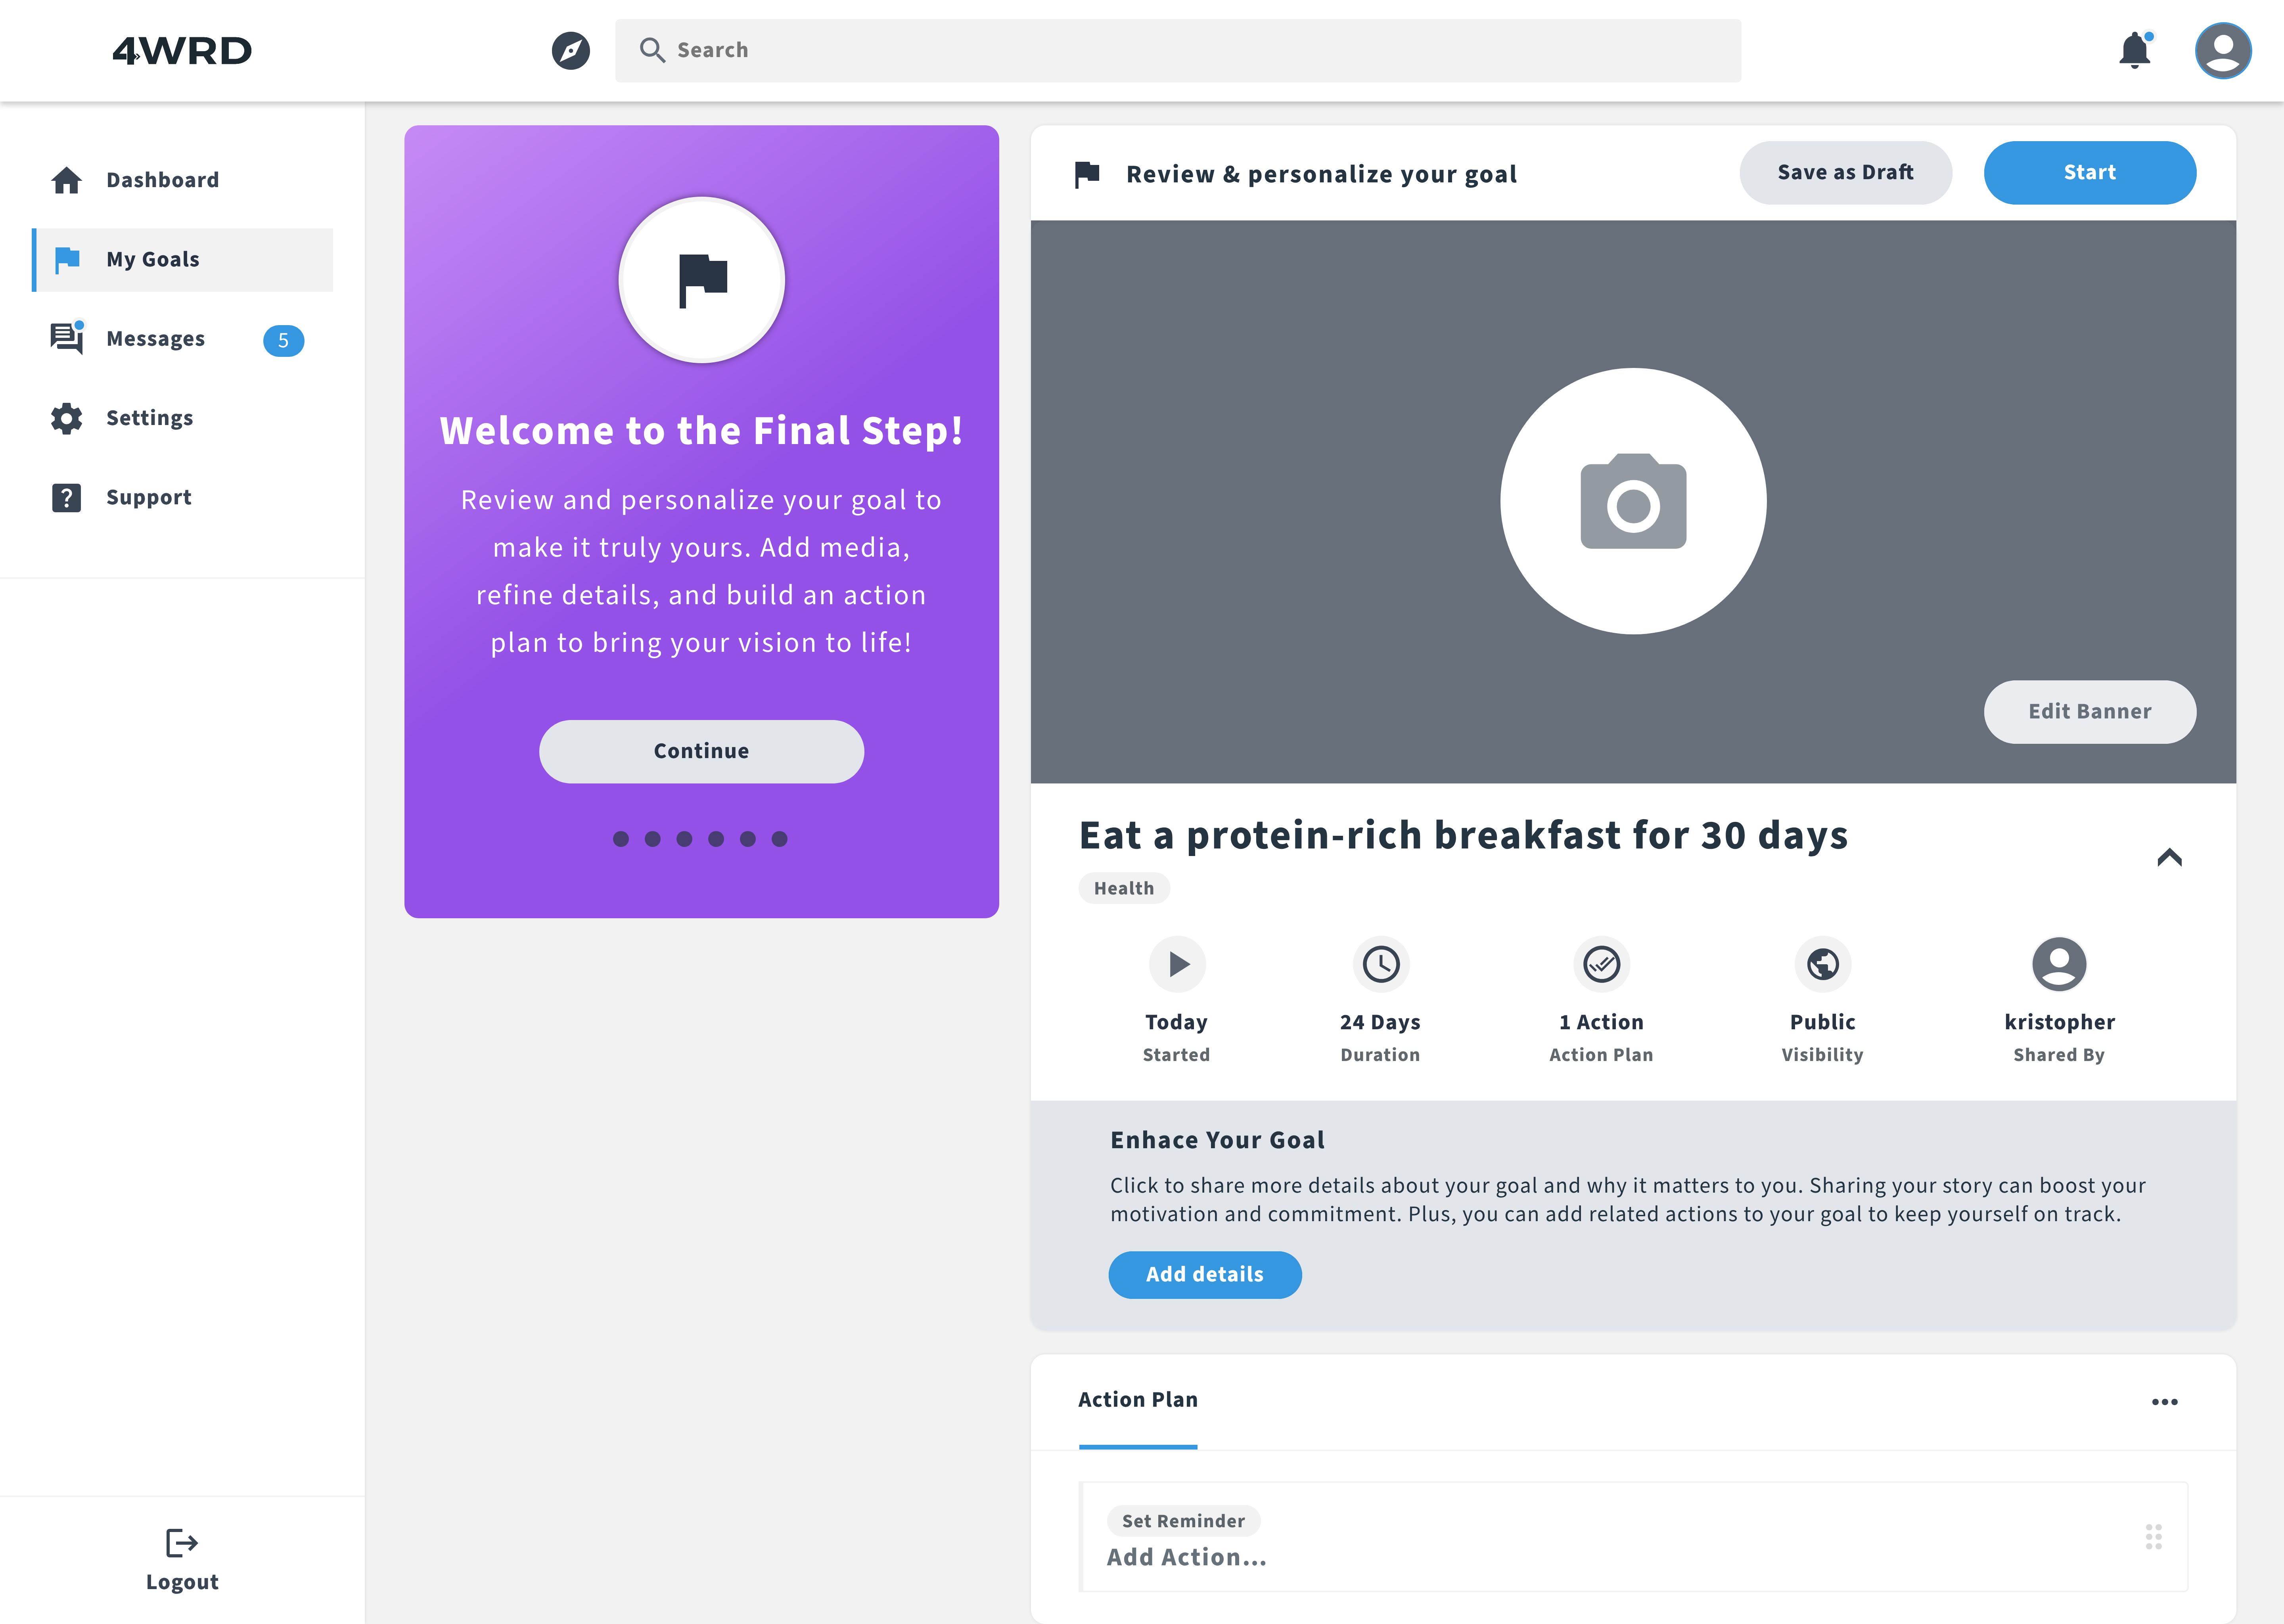 4WRD
Search
Dashboard
My Goals
Messages
5
Settings
Support
Logout
Welcome to the Final Step!
Review and personalize your goal to
make it truly yours. Add media,
refine details, and build an action
plan to bring your vision to life!
Continue
Review & personalize your goal
Save as Draft
Start
Edit Banner
Eat a protein-rich breakfast for 30 days
Health
Today
Started
24 Days
Duration
1 Action
Action Plan
Public
Visibility
kristopher
Shared By
Enhace Your Goal
Click to share more details about your goal and why it matters to you. Sharing your story can boost your
motivation and commitment. Plus, you can add related actions to your goal to keep yourself on track.
Add details
Action Plan
Set Reminder
Add Action...